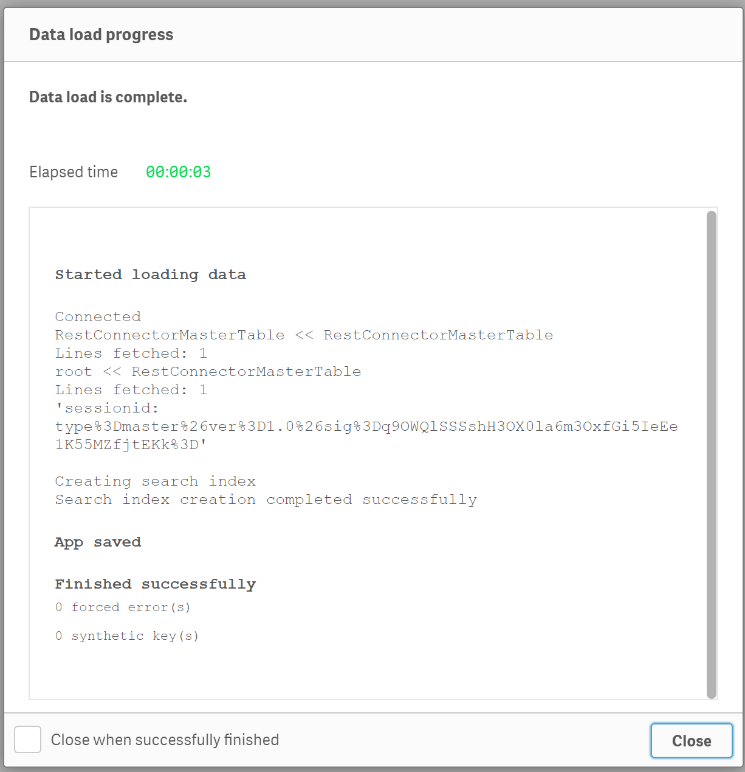 Data load progress
Data load is complete.
Elapsed time 00:00:03
Started loading data
Connected
RestConnectorMasterTable << RestConnectorMasterTable
Lines fetched: 1
root << RestConnectorMasterTable
Lines fetched: 1
'sessionid:
type%3Dmaster%26ver%3D1.0%26sig%3Dq9OWQlSSSshH3OX0la6m3OxfGi5IeEe
1K55MZfjtEKk%3D'
Creating search index
Search index creation completed successfully
App saved
Finished successfully
0 forced error(s)
0 synthetic key(s)
Close when successfully finished
Close